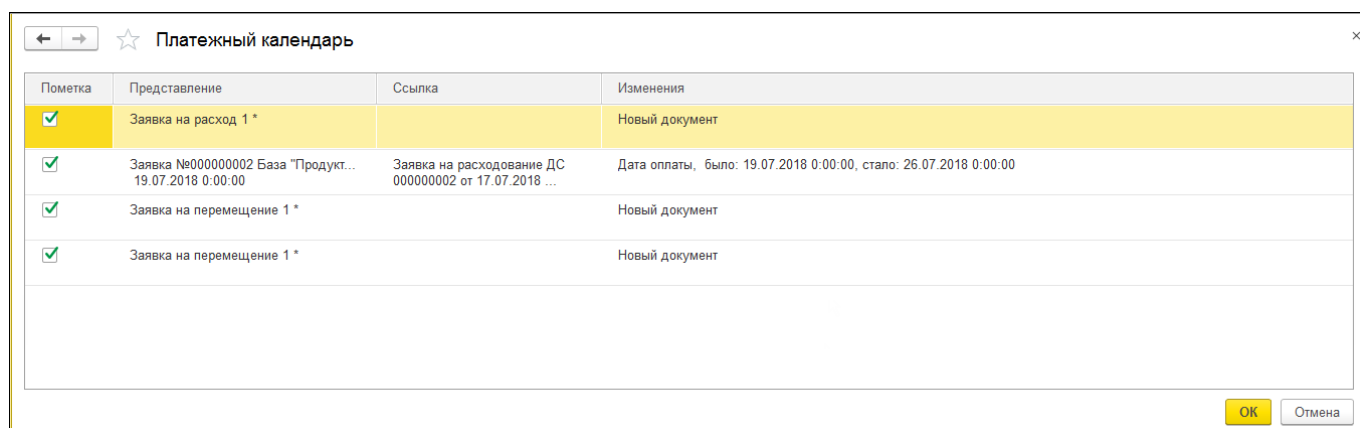 Платежный календарь
Пометка Представление Ссылка Изменения
Заявка на расход 1 * Новый документ
Заявка №000000002 База "Продукт... Заявка на расходование ДС Дата оплаты, было: 19.07.2018 0:00:00, стало: 26.07.2018 0:00:00
19.07.2018 0:00:00 000000002 от 17.07.2018 ...
Заявка на перемещение 1 * Новый документ
Заявка на перемещение 1 * Новый документ
ОК Отмена